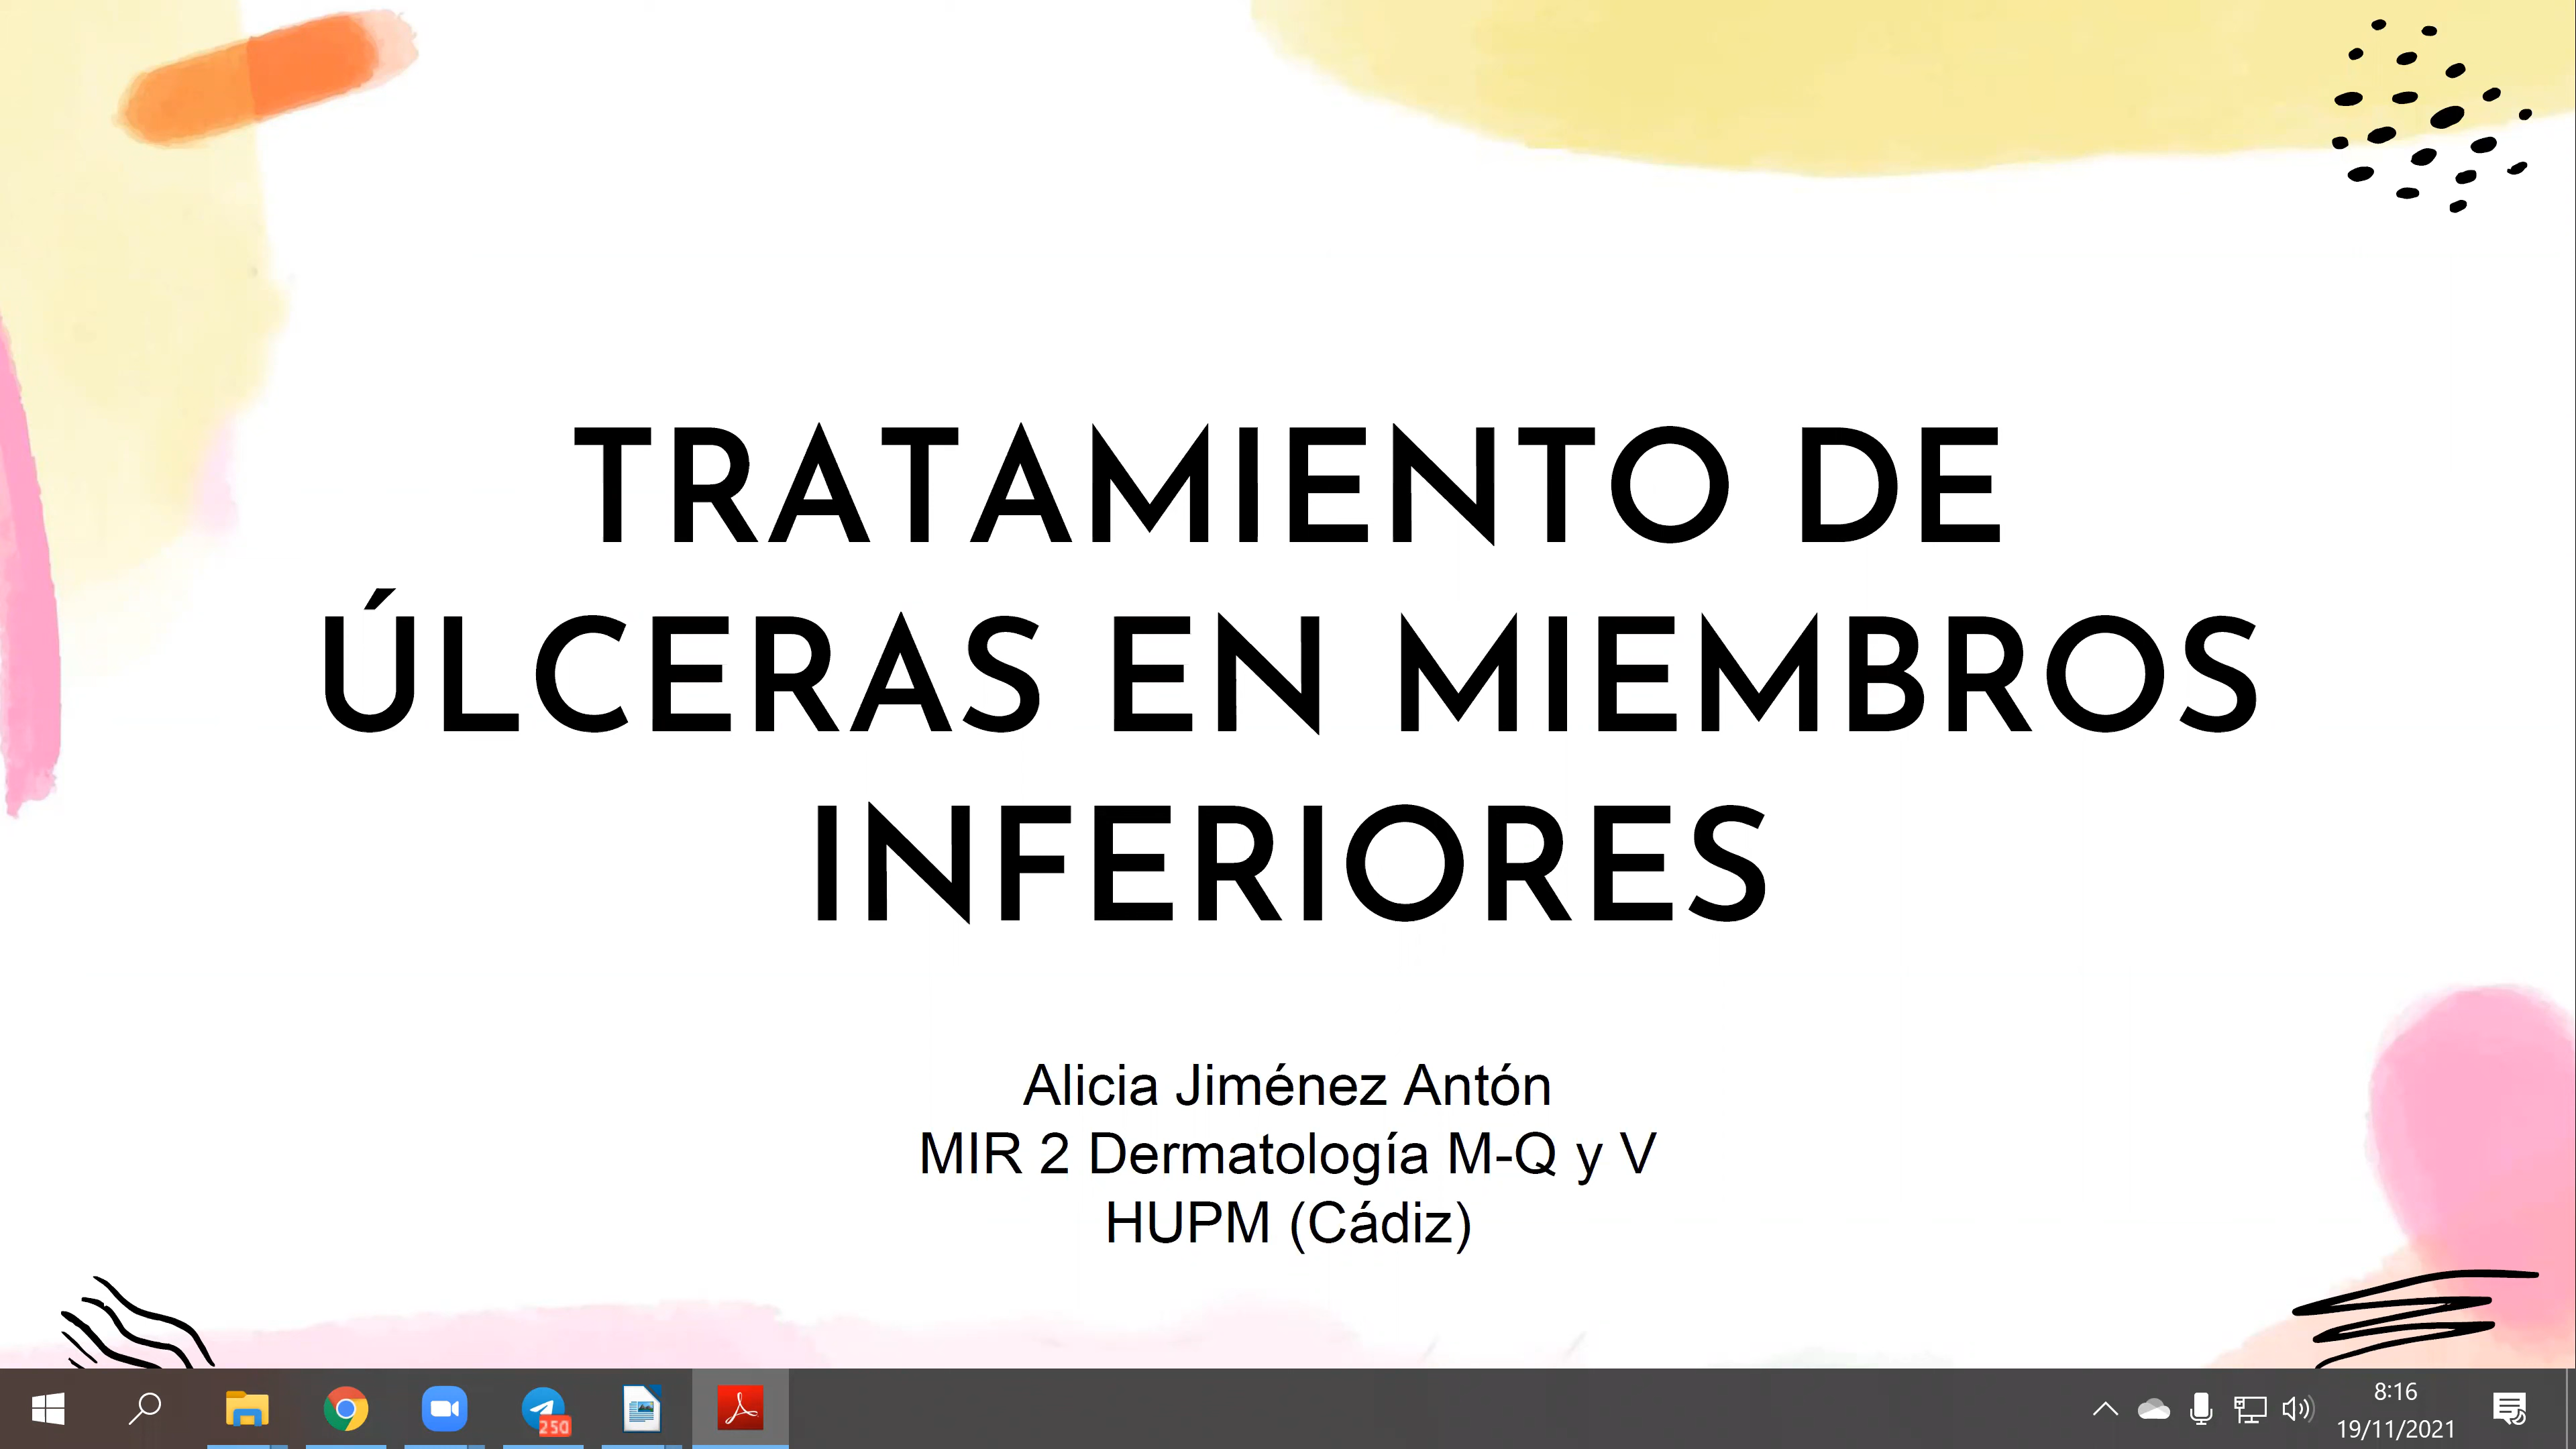 TRATAMIENTO DE
ÚLCERAS EN MIEMBROS
INFERIORES
Alicia Jiménez Antón
MIR 2 Dermatología M-Q y V
HUPM (Cádiz)
250
8:16
19/11/2021